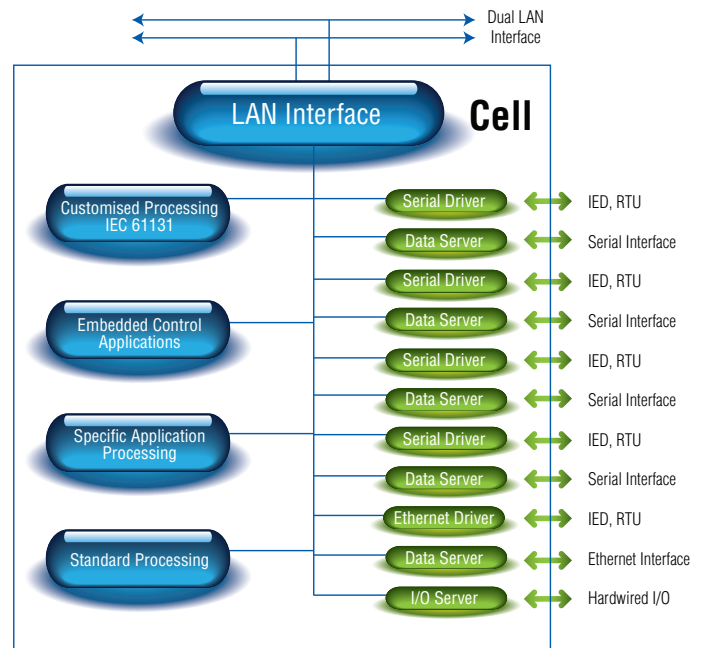 Dual LAN
Interface
LAN Interface
Cell
Customised Processing
IEC 61131
Embedded Control
Applications
Specific Application
Processing
Standard Processing
Serial Driver
IED, RTU
Data Server
Serial Interface
Serial Driver
IED, RTU
Data Server
Serial Interface
Serial Driver
IED, RTU
Data Server
Serial Interface
Serial Driver
IED, RTU
Data Server
Serial Interface
Ethernet Driver
IED, RTU
Data Server
Ethernet Interface
I/O Server
Hardwired I/O